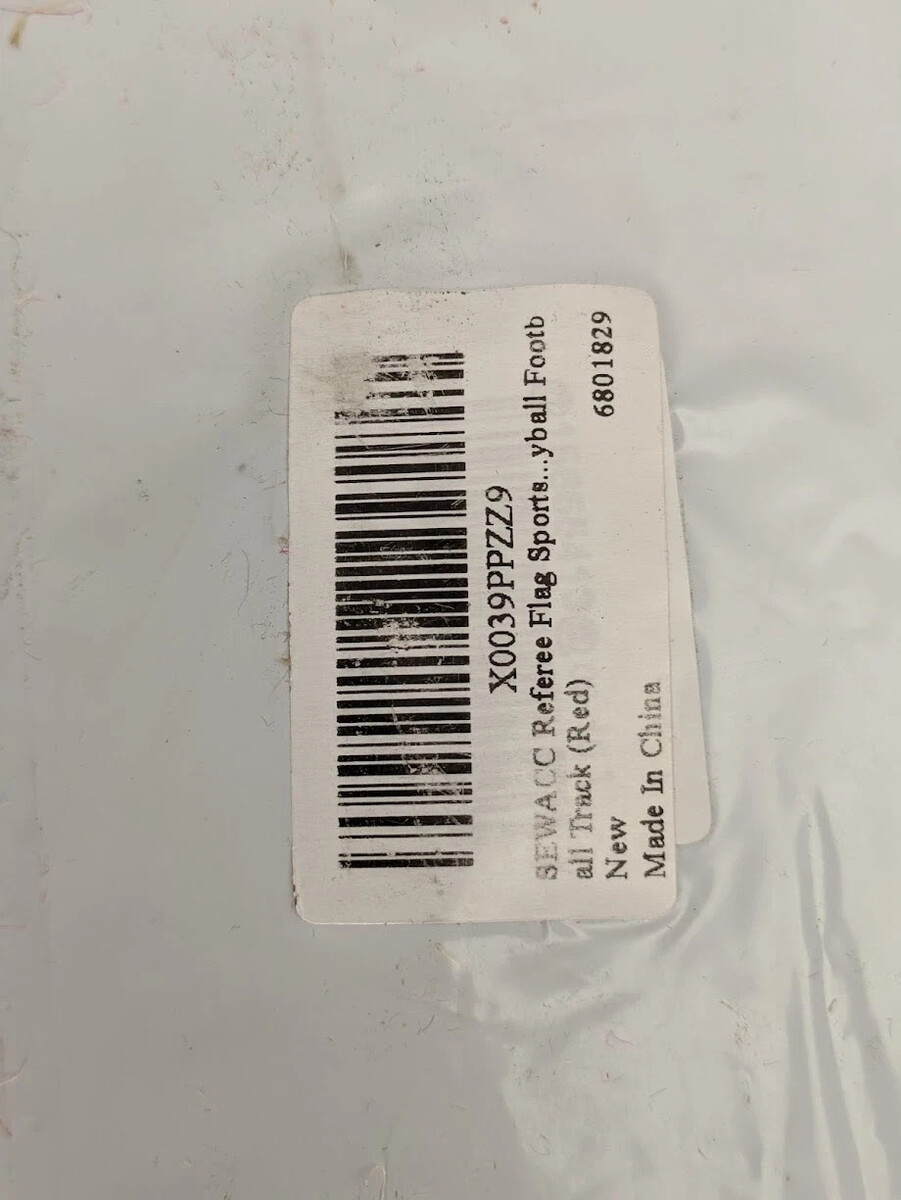 X0039PPZZ9
SEWACC Referee Flag Sports...yball Footb
all Track (Red)
New
6801829
Made In China